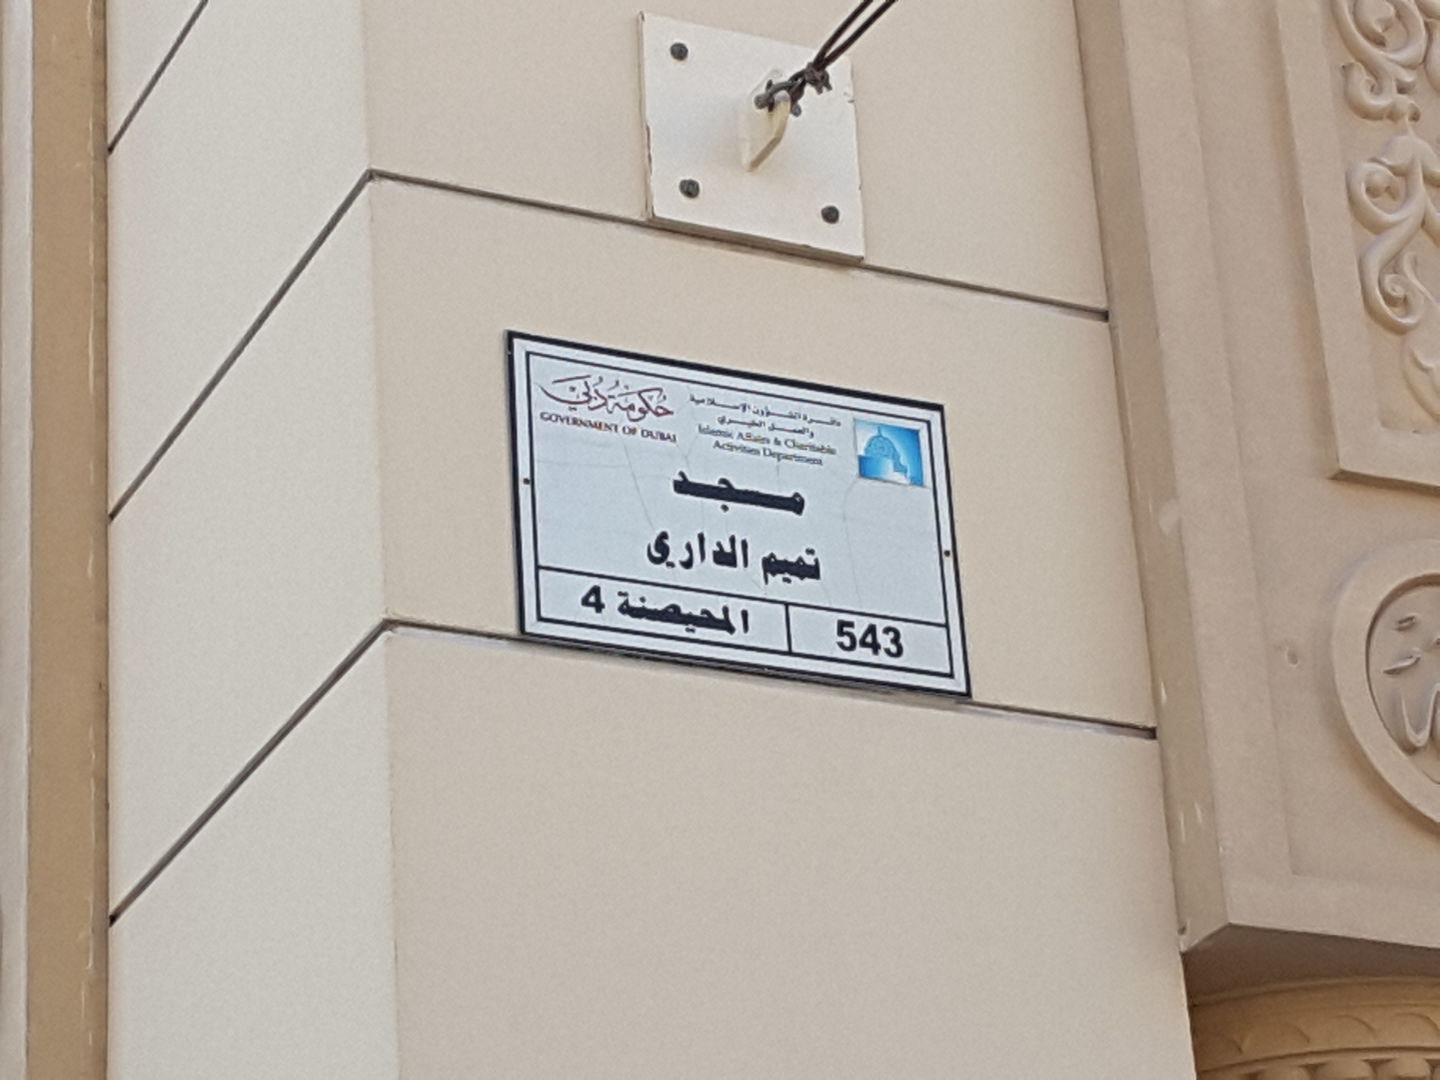 حكومة دبي
GOVERNMENT OF DUBAI
دائرة الشؤون الإسلامية
والعمل الخيري
Islamic Affairs & Charitable
Activities Department
مسجد
تميم الداري
543
المحيصنة 4